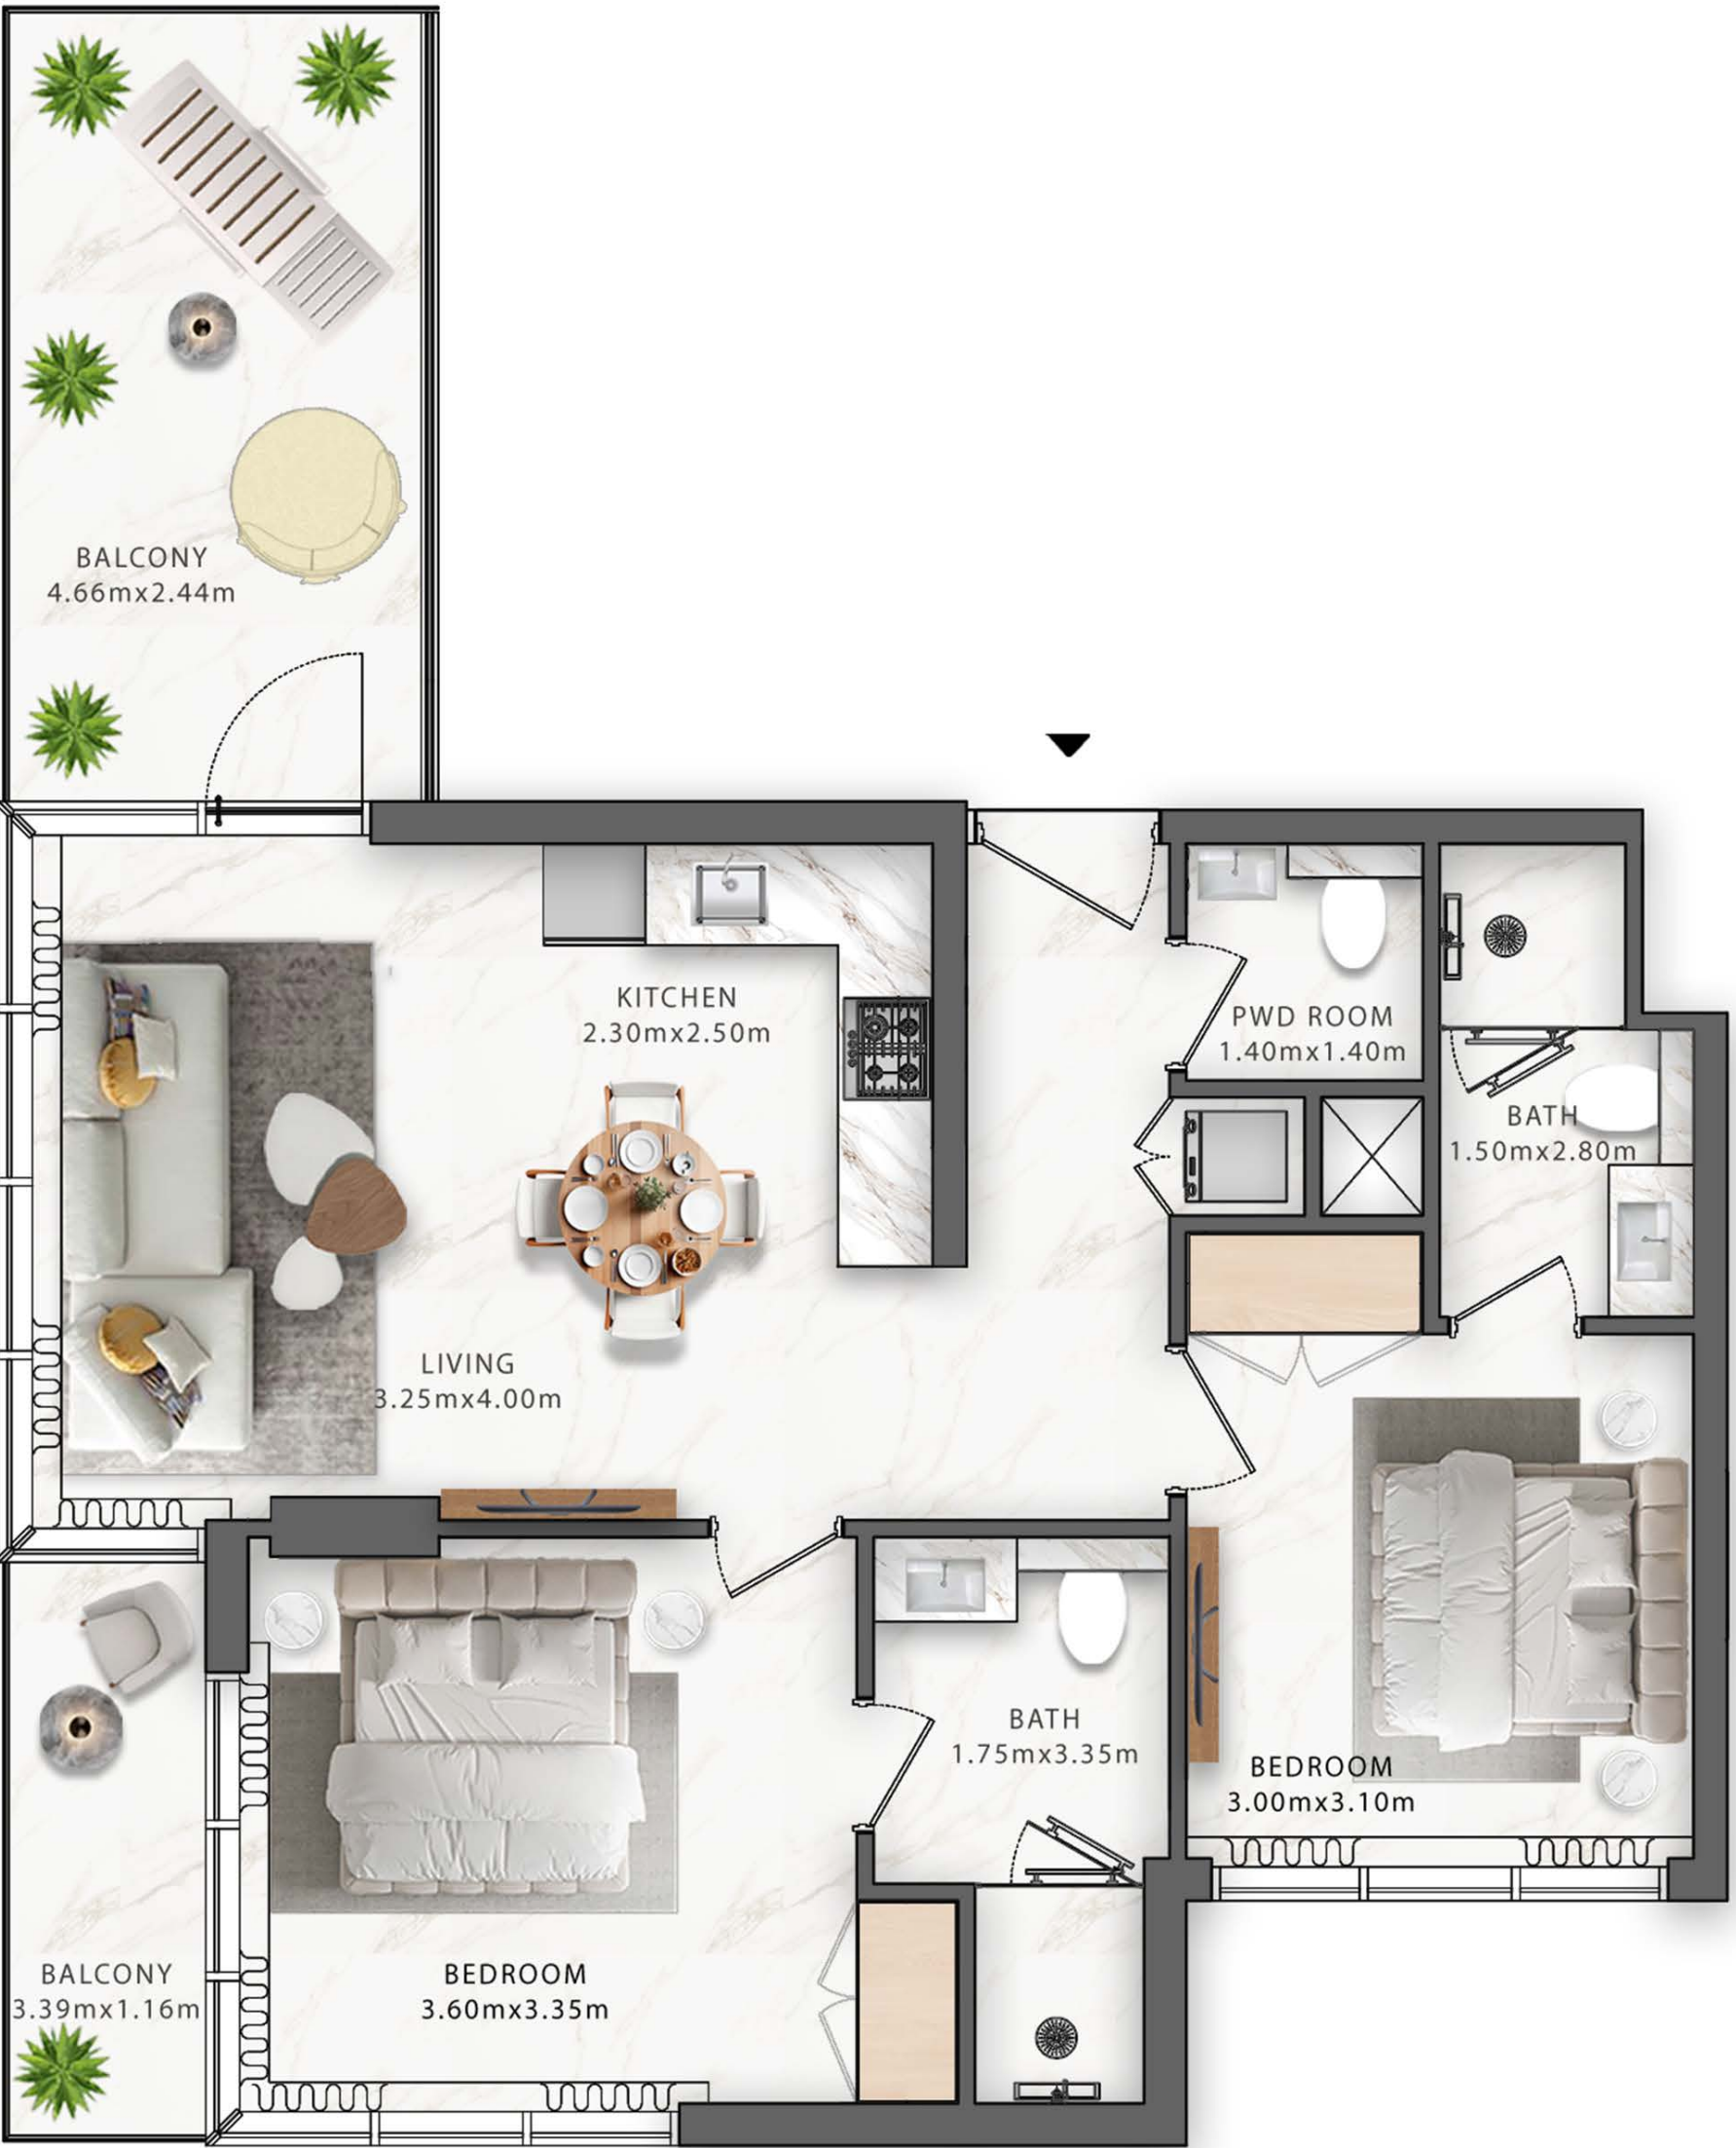 BALCONY
4.66mx2.44m
KITCHEN
2.30mx2.50m
PWD ROOM
1.40mx1.40m
BATH
1.50mx2.80m
LIVING
3.25mx4.00m
BATH
1.75mx3.35m
BEDROOM
3.00mx3.10m
BALCONY
3.39mx1.16m
BEDROOM
3.60mx3.35m